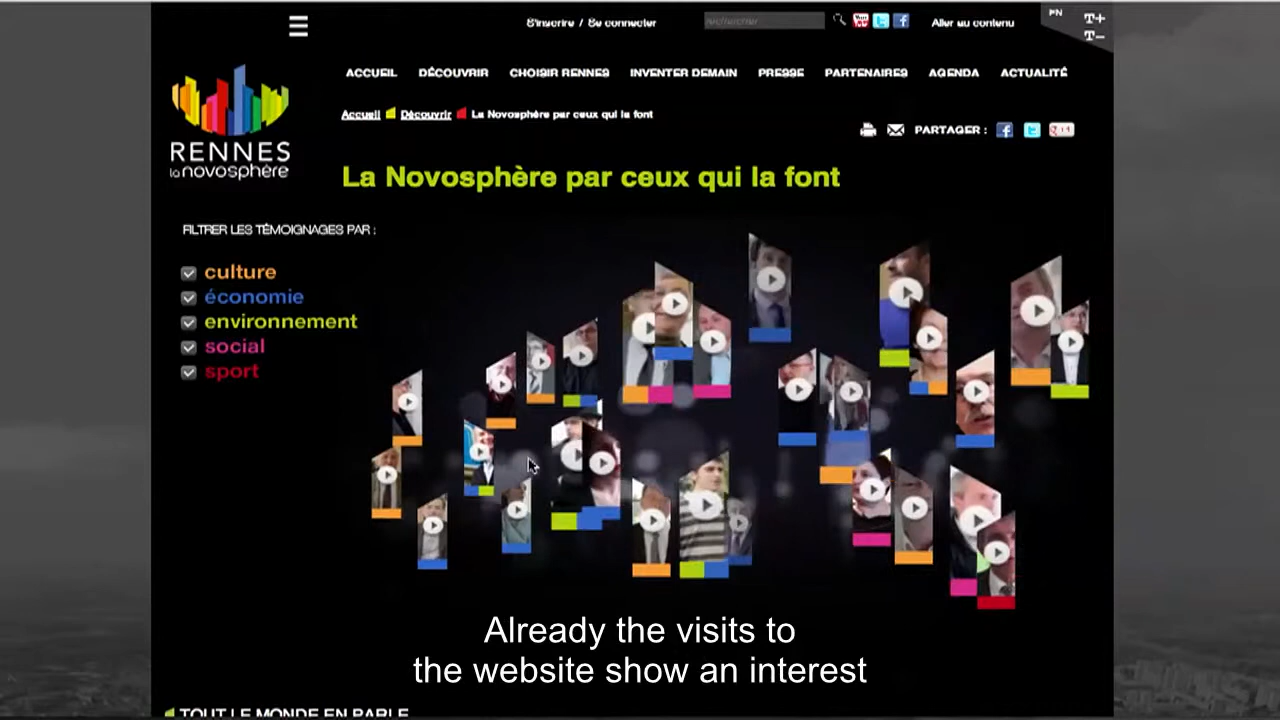 S'inscrire / Se connecter
rechercher
Aller au contenu
T+
T-
ACCUEIL DÉCOUVRIR CHOISIR RENNES INVENTER DEMAIN PRESSE PARTENAIRES AGENDA ACTUALITÉ
RENNES
la novosphère
Accueil Découvrir La Novosphère par ceux qui la font
PARTAGER :
La Novosphère par ceux qui la font
FILTRER LES TÉMOIGNAGES PAR :
culture
économie
environnement
social
sport
Already the visits to
the website show an interest
TOUT LE MONDE EN PARLE